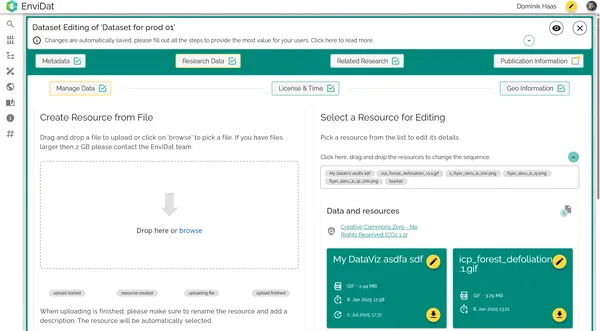 EnviDat
Dominik Haas
Dataset Editing of 'Dataset for prod 01'
Changes are automatically saved, please fill out all the steps to provide the most value for your users. Click here to read more.
Metadata
Research Data
Related Research
Publication Information
Manage Data
License & Time
Geo Information
Create Resource from File
Drag and drop a file to upload or click on 'browse' to pick a file. If you have files
larger then 2 GB please contact the EnviDat team.
Drop here or browse
upload started
resource created
uploading file
upload finished
When uploading is finished, please make sure to rename the resource and add a
description. The resource will be automatically selected.
Select a Resource for Editing
Pick a resource from the list to edit its details
Click here, drag and drop the resources to change the sequence.
My DataViz asdfa sdf
icp_forest_defoliation_v1.1.gif
bucket
Data and resources
Creative Commons Zero - No
Rights Reserved (CC0 1.0)
My DataViz asdfa sdf
GIF - 2.44 MB
8. Jan 2025 12:58
2. Jul 2025 17:31
icp_forest_defoliation
.1.gif
GIF - 3.29 MB
8. Jan 2025 13:21